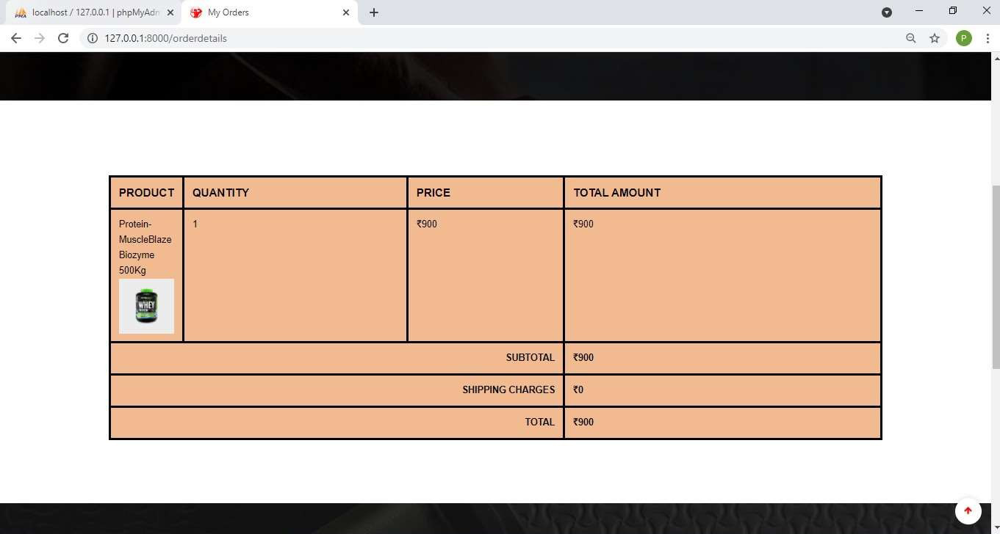 localhost / 127.0.0.1 | phpMyAdm
My Orders
127.0.0.1:8000/orderdetails
P
PRODUCT QUANTITY PRICE TOTAL AMOUNT
Protein- 1 ₹900 ₹900
MuscleBlaze
Biozyme
500Kg
WHEY
SUBTOTAL ₹900
SHIPPING CHARGES ₹0
TOTAL ₹900